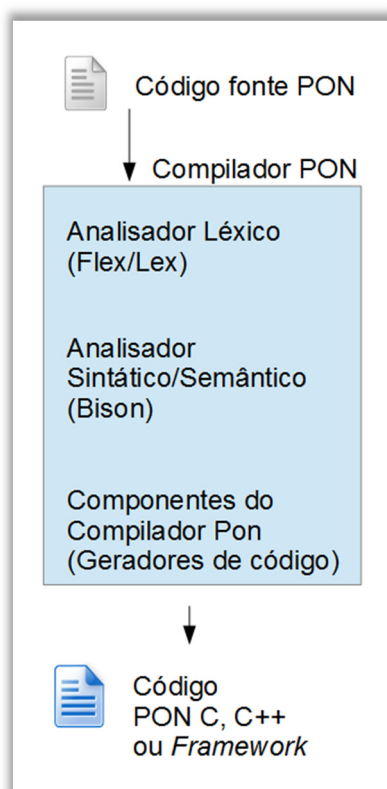 Código fonte PON
Compilador PON
Analisador Léxico
(Flex/Lex)
Analisador
Sintático/Semântico
(Bison)
Componentes do
Compilador Pon
(Geradores de código)
Código
PON C, C++
ou Framework